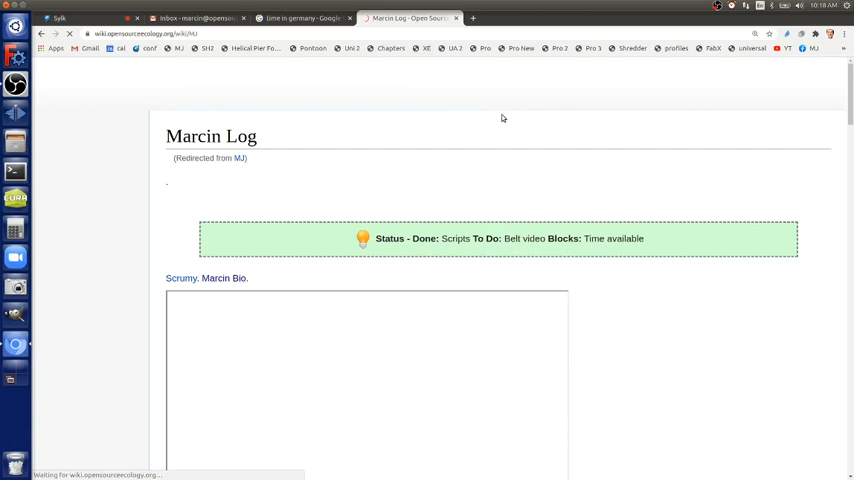 10:18 AM
Sylk
Inbox - marcin@opensou
Lime in germany - Google
Marcin Log - Open Sourc
wiki.opensourceecology.org/wiki/MJ
Apps Gmail cal conf MJ SH2 Helical Pier Fo... Pontoon Uni 2 Chapters XE UA 2 Pro Pro New Pro 2 Pro 3 Shredder profiles FabX universal YT MJ »
Marcin Log
(Redirected from MJ)
.
Status - Done: Scripts To Do: Belt video Blocks: Time available
Scrumy. Marcin Bio.
CURA
Waiting for wiki.opensourceecology.org...